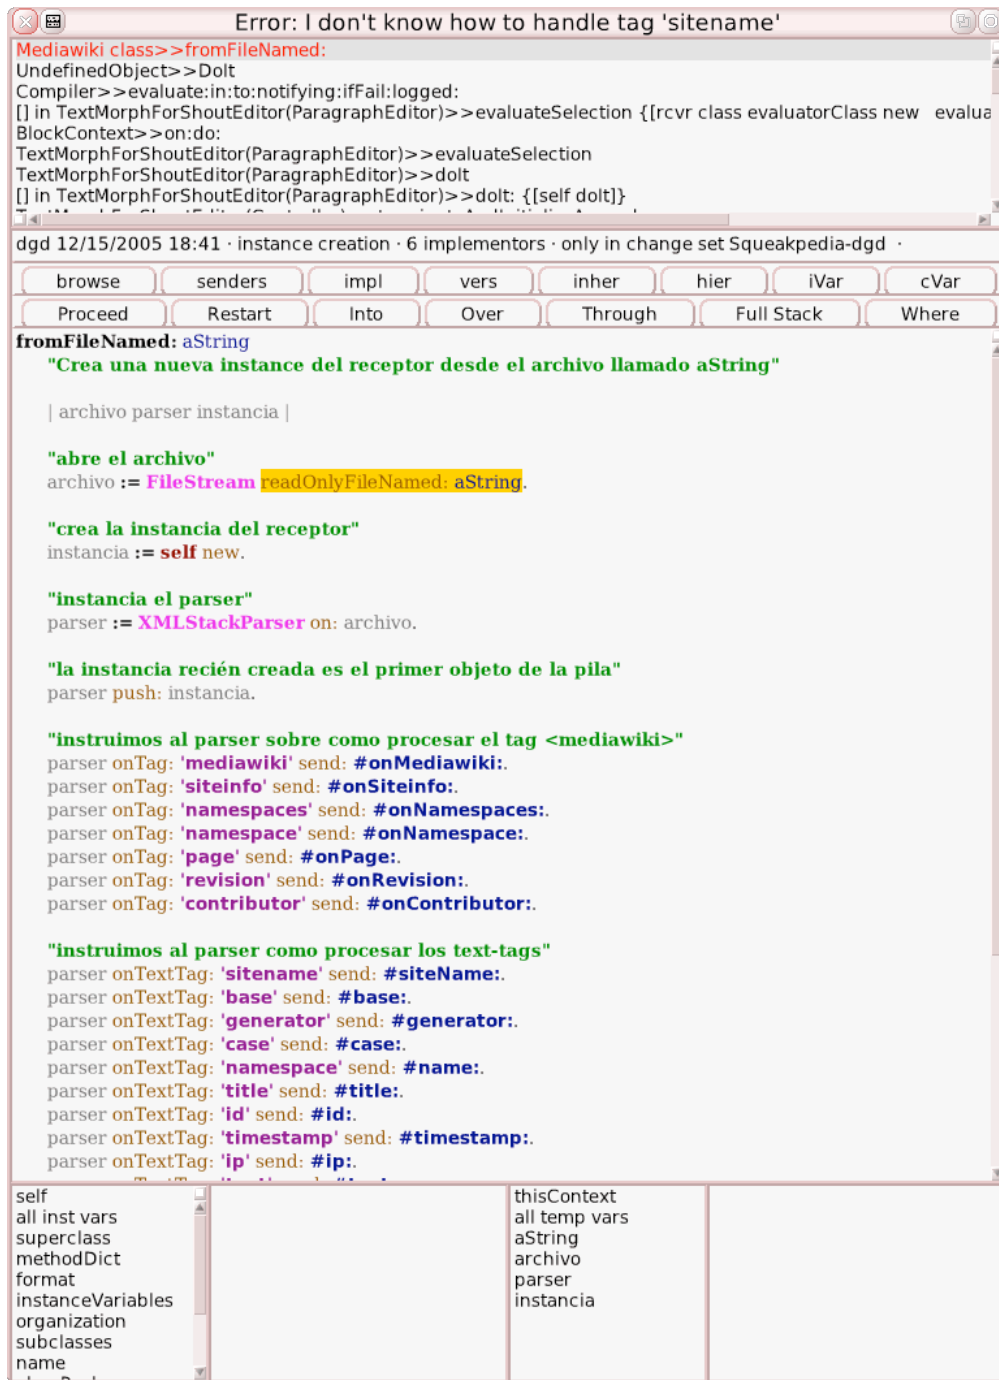 Error: I don't know how to handle tag 'sitename'
Mediawiki class>>fromFileNamed:
UndefinedObject>>DoIt
Compiler>>evaluate:in:to:notifying:ifFail:logged:
[] in TextMorphForShoutEditor(ParagraphEditor)>>evaluateSelection {[rcvr class evaluatorClass new   evalua
BlockContext>>on:do:
TextMorphForShoutEditor(ParagraphEditor)>>evaluateSelection
TextMorphForShoutEditor(ParagraphEditor)>>doIt
[] in TextMorphForShoutEditor(ParagraphEditor)>>doIt: {[self doIt]}
dgd 12/15/2005 18:41 · instance creation · 6 implementors · only in change set Squeakpedia-dgd ·
browse senders impl vers inher hier iVar cVar
Proceed Restart Into Over Through Full Stack Where
fromFileNamed: aString
"Crea una nueva instance del receptor desde el archivo llamado aString"
| archivo parser instancia |
"abre el archivo"
archivo := FileStream readOnlyFileNamed: aString.
"crea la instancia del receptor"
instancia := self new.
"instancia el parser"
parser := XMLStackParser on: archivo.
"la instancia recién creada es el primer objeto de la pila"
parser push: instancia.
"instruimos al parser sobre como procesar el tag <mediawiki>"
parser onTag: 'mediawiki' send: #onMediawiki:.
parser onTag: 'siteinfo' send: #onSiteinfo:.
parser onTag: 'namespaces' send: #onNamespaces:.
parser onTag: 'namespace' send: #onNamespace:.
parser onTag: 'page' send: #onPage:.
parser onTag: 'revision' send: #onRevision:.
parser onTag: 'contributor' send: #onContributor:.
"instruimos al parser como procesar los text-tags"
parser onTextTag: 'sitename' send: #siteName:.
parser onTextTag: 'base' send: #base:.
parser onTextTag: 'generator' send: #generator:.
parser onTextTag: 'case' send: #case:.
parser onTextTag: 'namespace' send: #name:.
parser onTextTag: 'title' send: #title:.
parser onTextTag: 'id' send: #id:.
parser onTextTag: 'timestamp' send: #timestamp:.
parser onTextTag: 'ip' send: #ip:.
self
all inst vars
superclass
methodDict
format
instanceVariables
organization
subclasses
name
thisContext
all temp vars
aString
archivo
parser
instancia